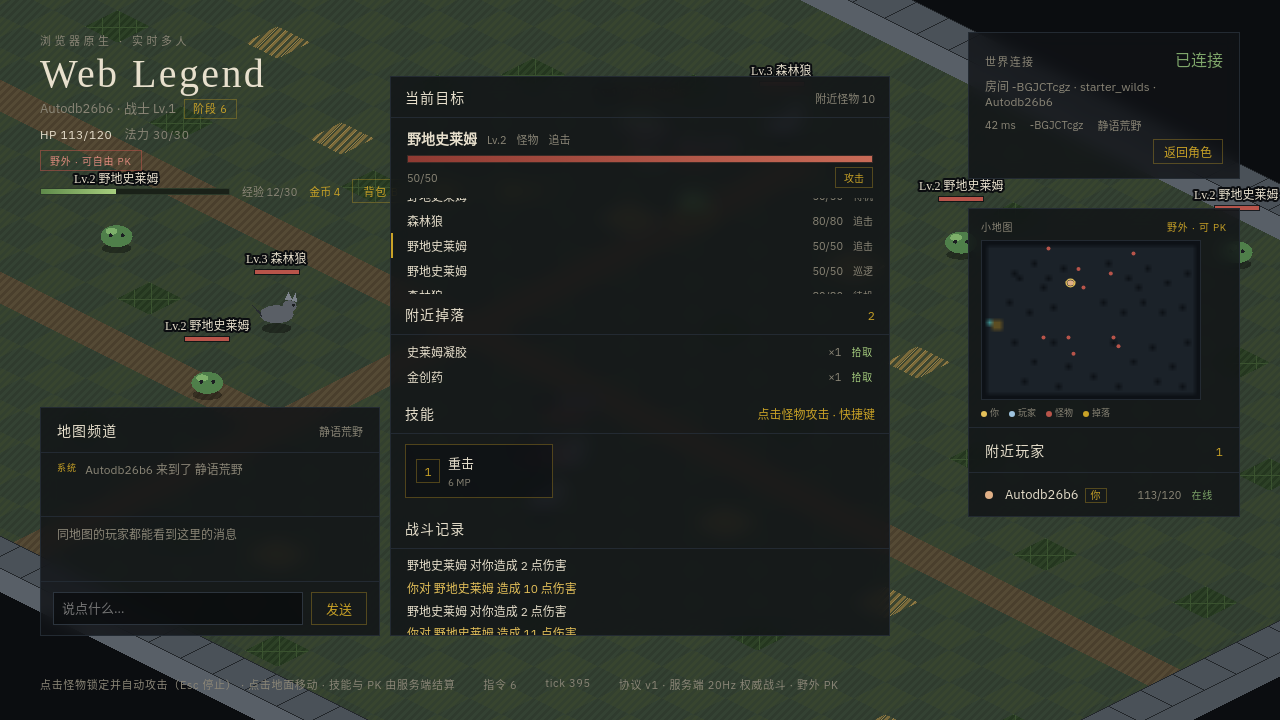 浏览器原生 · 实时多人
Web Legend
Autodb26b6 · 战士 Lv.1 阶段 6
HP 113/120 法力 30/30
野外 · 可自由 PK
Lv.2 野地史莱姆
经验 12/30 金币 4 背包
Lv.3 森林狼
Lv.2 野地史莱姆
Lv.3 森林狼
当前目标 附近怪物 10
野地史莱姆 Lv.2 怪物 追击
50/50 攻击
野地史莱姆
森林狼 80/80 追击
野地史莱姆 50/50 追击
野地史莱姆 50/50 巡逻
附近掉落 2
史莱姆凝胶 ×1 拾取
金创药 ×1 拾取
技能 点击怪物攻击 · 快捷键
1 重击
6 MP
战斗记录
野地史莱姆 对你造成 2 点伤害
你对 野地史莱姆 造成 10 点伤害
野地史莱姆 对你造成 2 点伤害
你对 野地史莱姆 造成 11 点伤害
世界连接 已连接
房间 -BGJCTcgz · starter_wilds ·
Autodb26b6
42 ms -BGJCTcgz 静语荒野
返回角色
Lv.2 野地史莱姆
Lv.2 野地史莱姆
小地图 野外 · 可 PK
你 玩家 怪物 掉落
附近玩家 1
Autodb26b6 你 113/120 在线
地图频道 静语荒野
系统 Autodb26b6 来到了 静语荒野
同地图的玩家都能看到这里的消息
说点什么... 发送
点击怪物锁定并自动攻击（Esc 停止） · 点击地面移动 · 技能与 PK 由服务端结算 指令 6 tick 395 协议 v1 · 服务端 20Hz 权威战斗 · 野外 PK